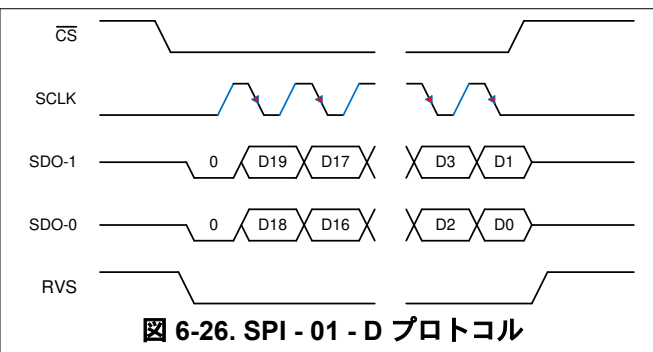 CS
SCLK
SDO-1 0 D19 D17 D3 D1
SDO-0 0 D18 D16 D2 D0
RVS
図 6-26. SPI - 01 - D プロトコル